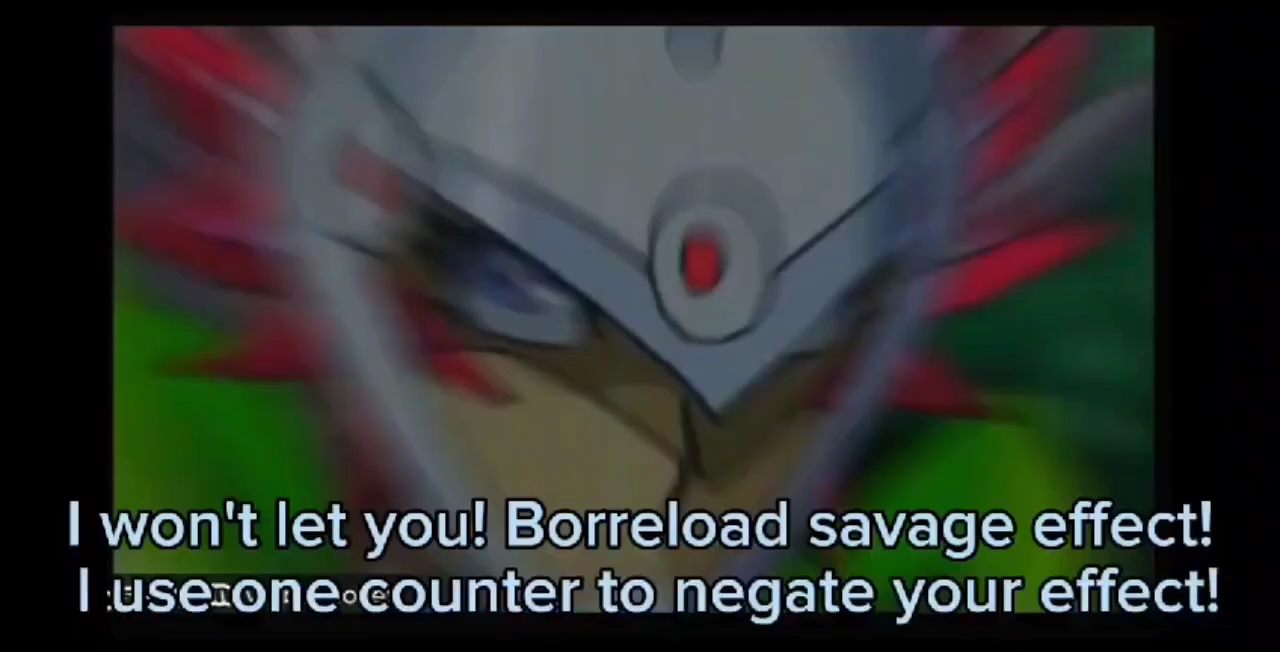 I won't let you! Borreload savage effect!
I use one counter to negate your effect!